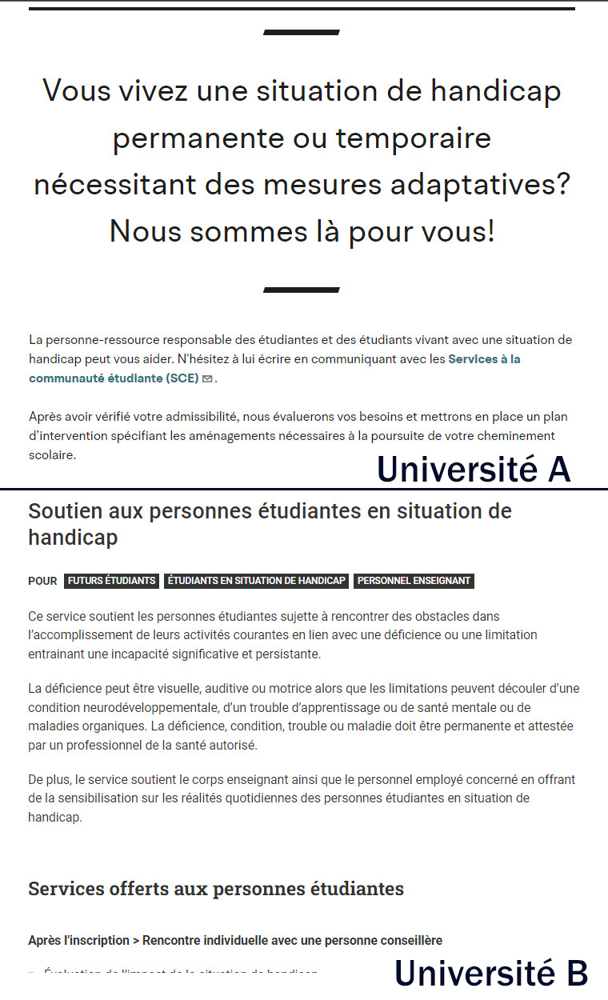 Vous vivez une situation de handicap
permanente ou temporaire
nécessitant des mesures adaptatives?
Nous sommes là pour vous!
La personne-ressource responsable des étudiantes et des étudiants vivant avec une situation de
handicap peut vous aider. N'hésitez à lui écrire en communiquant avec les Services à la
communauté étudiante (SCE) .
Après avoir vérifié votre admissibilité, nous évaluerons vos besoins et mettrons en place un plan
d’intervention spécifiant les aménagements nécessaires à la poursuite de votre cheminement
scolaire.
Université A
Soutien aux personnes étudiantes en situation de
handicap
POUR FUTURS ÉTUDIANTS ÉTUDIANTS EN SITUATION DE HANDICAP PERSONNEL ENSEIGNANT
Ce service soutient les personnes étudiantes sujette à rencontrer des obstacles dans
l’accomplissement de leurs activités courantes en lien avec une déficience ou une limitation
entrainant une incapacité significative et persistante.
La déficience peut être visuelle, auditive ou motrice alors que les limitations peuvent découler d’une
condition neurodéveloppementale, d’un trouble d’apprentissage ou de santé mentale ou de
maladies organiques. La déficience, condition, trouble ou maladie doit être permanente et attestée
par un professionnel de la santé autorisé.
De plus, le service soutient le corps enseignant ainsi que le personnel employé concerné en offrant
de la sensibilisation sur les réalités quotidiennes des personnes étudiantes en situation de
handicap.
Services offerts aux personnes étudiantes
Après l'inscription > Rencontre individuelle avec une personne conseillère
Évaluation de l’impact de la situation de handicap
Université B